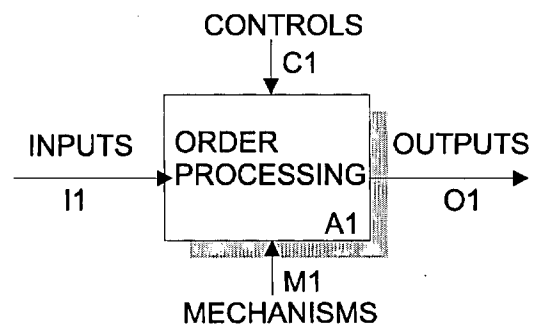 CONTROLS
C1
INPUTS
I1
ORDER
PROCESSING
A1
OUTPUTS
O1
M1
MECHANISMS